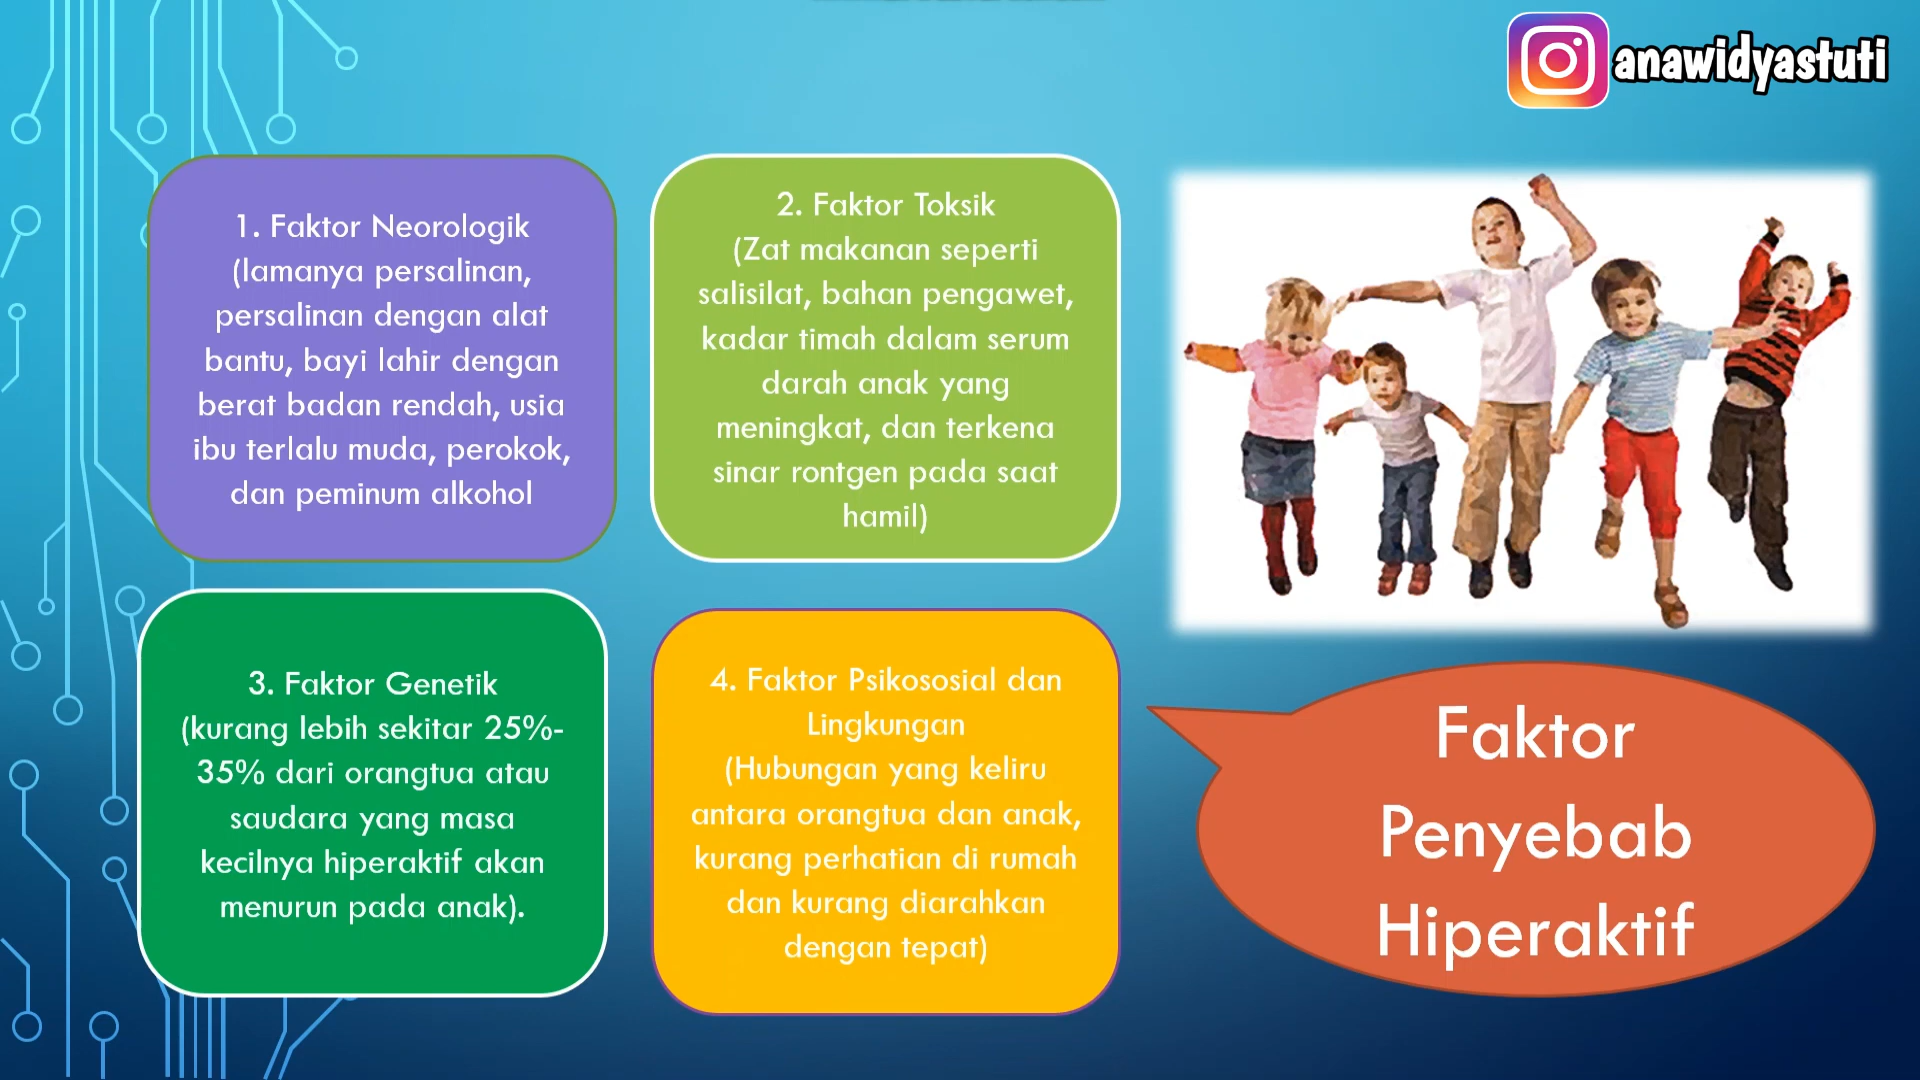 anawidyastuti
1. Faktor Neorologik
(lamanya persalinan,
persalinan dengan alat
bantu, bayi lahir dengan
berat badan rendah, usia
ibu terlalu muda, perokok,
dan peminum alkohol
2. Faktor Toksik
(Zat makanan seperti
salisilat, bahan pengawet,
kadar timah dalam serum
darah anak yang
meningkat, dan terkena
sinar rontgen pada saat
hamil)
3. Faktor Genetik
(kurang lebih sekitar 25%-
35% dari orangtua atau
saudara yang masa
kecilnya hiperaktif akan
menurun pada anak).
4. Faktor Psikososial dan
Lingkungan
(Hubungan yang keliru
antara orangtua dan anak,
kurang perhatian di rumah
dan kurang diarahkan
dengan tepat)
Faktor
Penyebab
Hiperaktif